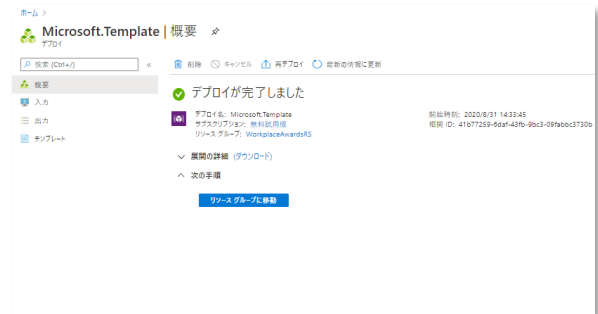 ホーム >
Microsoft.Template | 概要
デプロイ
検索 (Ctrl+/)
«
削除 キャンセル 再デプロイ 最新の情報に更新
概要
入力
出力
テンプレート
デプロイが完了しました
デプロイ名: Microsoft.Template
サブスクリプション: 無料試用版
リソース グループ: WorkplaceAwardsRS
開始時刻: 2020/8/31 14:33:45
相関 ID: 41b77259-6daf-43fb-9bc3-09fabbc3730b
展開の詳細 (ダウンロード)
次の手順
リソース グループに移動